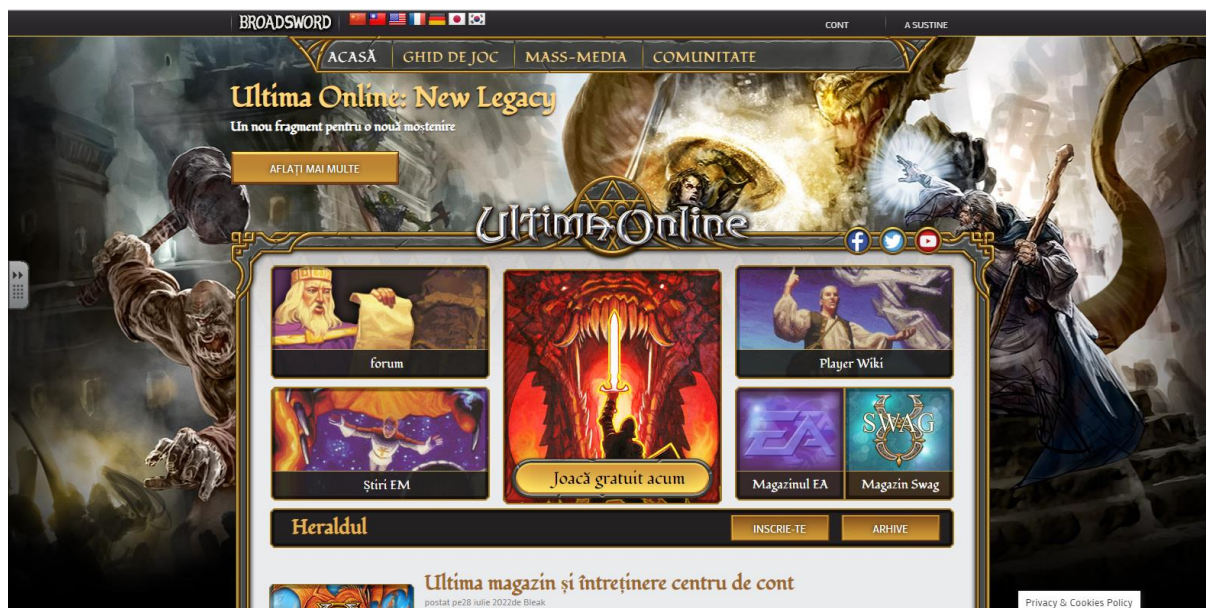 BROADSWORD
CONT
A SUSTINE
ACASĂ
GHID DE JOC
MASS-MEDIA
COMUNITATE
Ultima Online: New Legacy
Un nou fragment pentru o nouă moștenire
AFLAȚI MAI MULTE
Ultima Online
forum
Player Wiki
Știri EM
Joacă gratuit acum
EA
SWAG
Magazinul EA
Magazin Swag
Heraldul
INSCRIE-TE
ARHIVE
Ultima magazin și întreținere centru de cont
postat pe28 iulie 2022de Bleak
Privacy & Cookies Policy